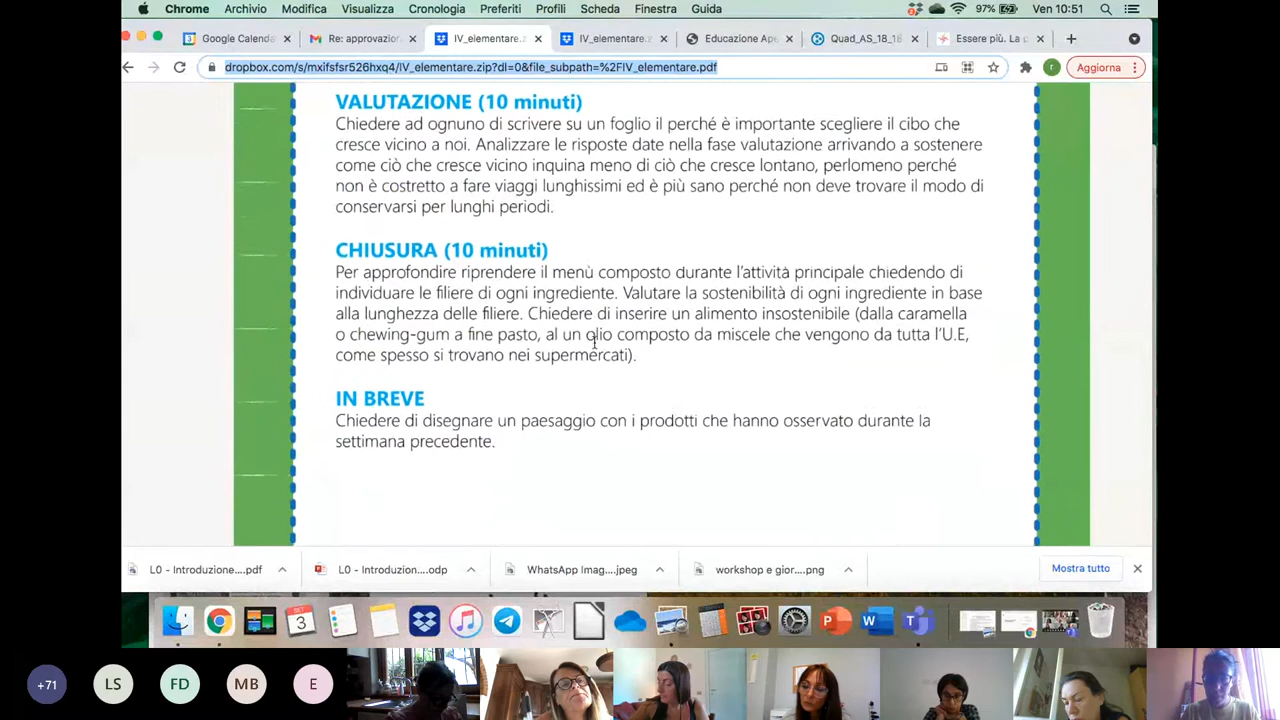 Chrome Archivio Modifica Visualizza Cronologia Preferiti Profili Scheda Finestra Guida 97% Ven 10:51
Google Calenda Re: approvazion IV_elementare.z IV_elementare.z Educazione Ape Quad_AS_18_18 Essere più. La p
dropbox.com/s/mxifsfsr526hxq4/IV_elementare.zip?dl=0&file_subpath=%2FIV_elementare.pdf r Aggiorna
VALUTAZIONE (10 minuti)
Chiedere ad ognuno di scrivere su un foglio il perché è importante scegliere il cibo che
cresce vicino a noi. Analizzare le risposte date nella fase valutazione arrivando a sostenere
come ciò che cresce vicino inquina meno di ciò che cresce lontano, perlomeno perché
non è costretto a fare viaggi lunghissimi ed è più sano perché non deve trovare il modo di
conservarsi per lunghi periodi.
CHIUSURA (10 minuti)
Per approfondire riprendere il menù composto durante l'attività principale chiedendo di
individuare le filiere di ogni ingrediente. Valutare la sostenibilità di ogni ingrediente in base
alla lunghezza delle filiere. Chiedere di inserire un alimento insostenibile (dalla caramella
o chewing-gum a fine pasto, al un olio composto da miscele che vengono da tutta l'U.E,
come spesso si trovano nei supermercati).
IN BREVE
Chiedere di disegnare un paesaggio con i prodotti che hanno osservato durante la
settimana precedente.
L0 - Introduzione....pdf L0 - Introduzion....odp WhatsApp Imag....jpeg workshop e gior....png Mostra tutto
SET 3
+71 LS FD MB E